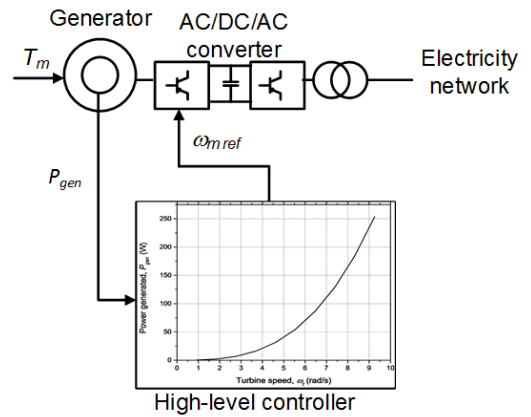 Generator
AC/DC/AC
converter
Electricity
network
Tm
ωm ref
Pgen
250
200
150
100
50
0
Power generated, Pgen (W)
0 1 2 3 4 5 6 7 8 9 10
Turbine speed, ωt (rad/s)
High-level controller